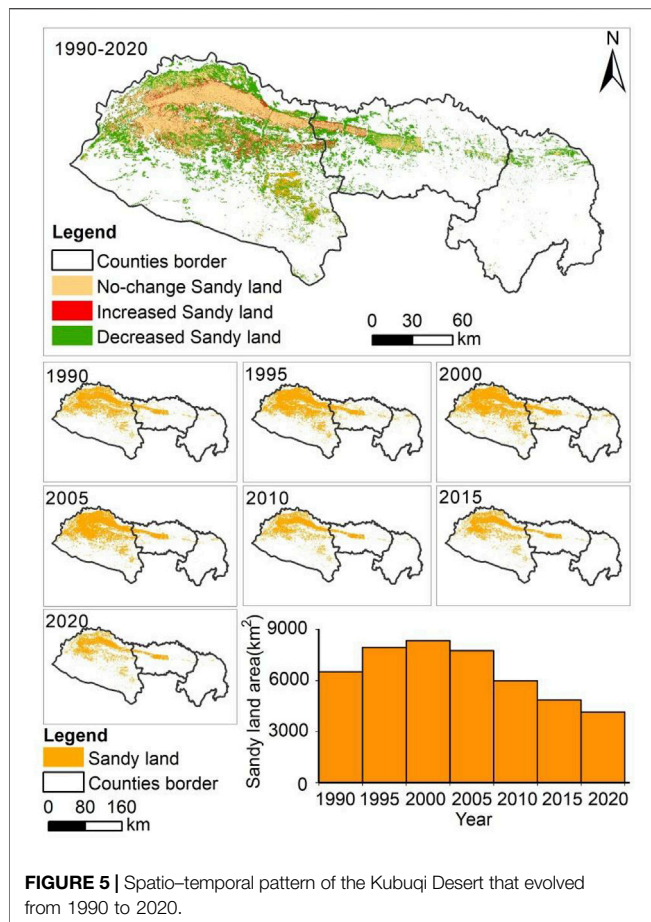 1990-2020
N
Legend
Counties border
No-change Sandy land
Increased Sandy land
Decreased Sandy land
0 30 60
km
1990
1995
2000
2005
2010
2015
2020
Legend
Sandy land
Counties border
0 80 160
km
Sandy land area(km²)
9000
6000
3000
0
1990 1995 2000 2005 2010 2015 2020
Year
FIGURE 5 | Spatio–temporal pattern of the Kubuqi Desert that evolved
from 1990 to 2020.